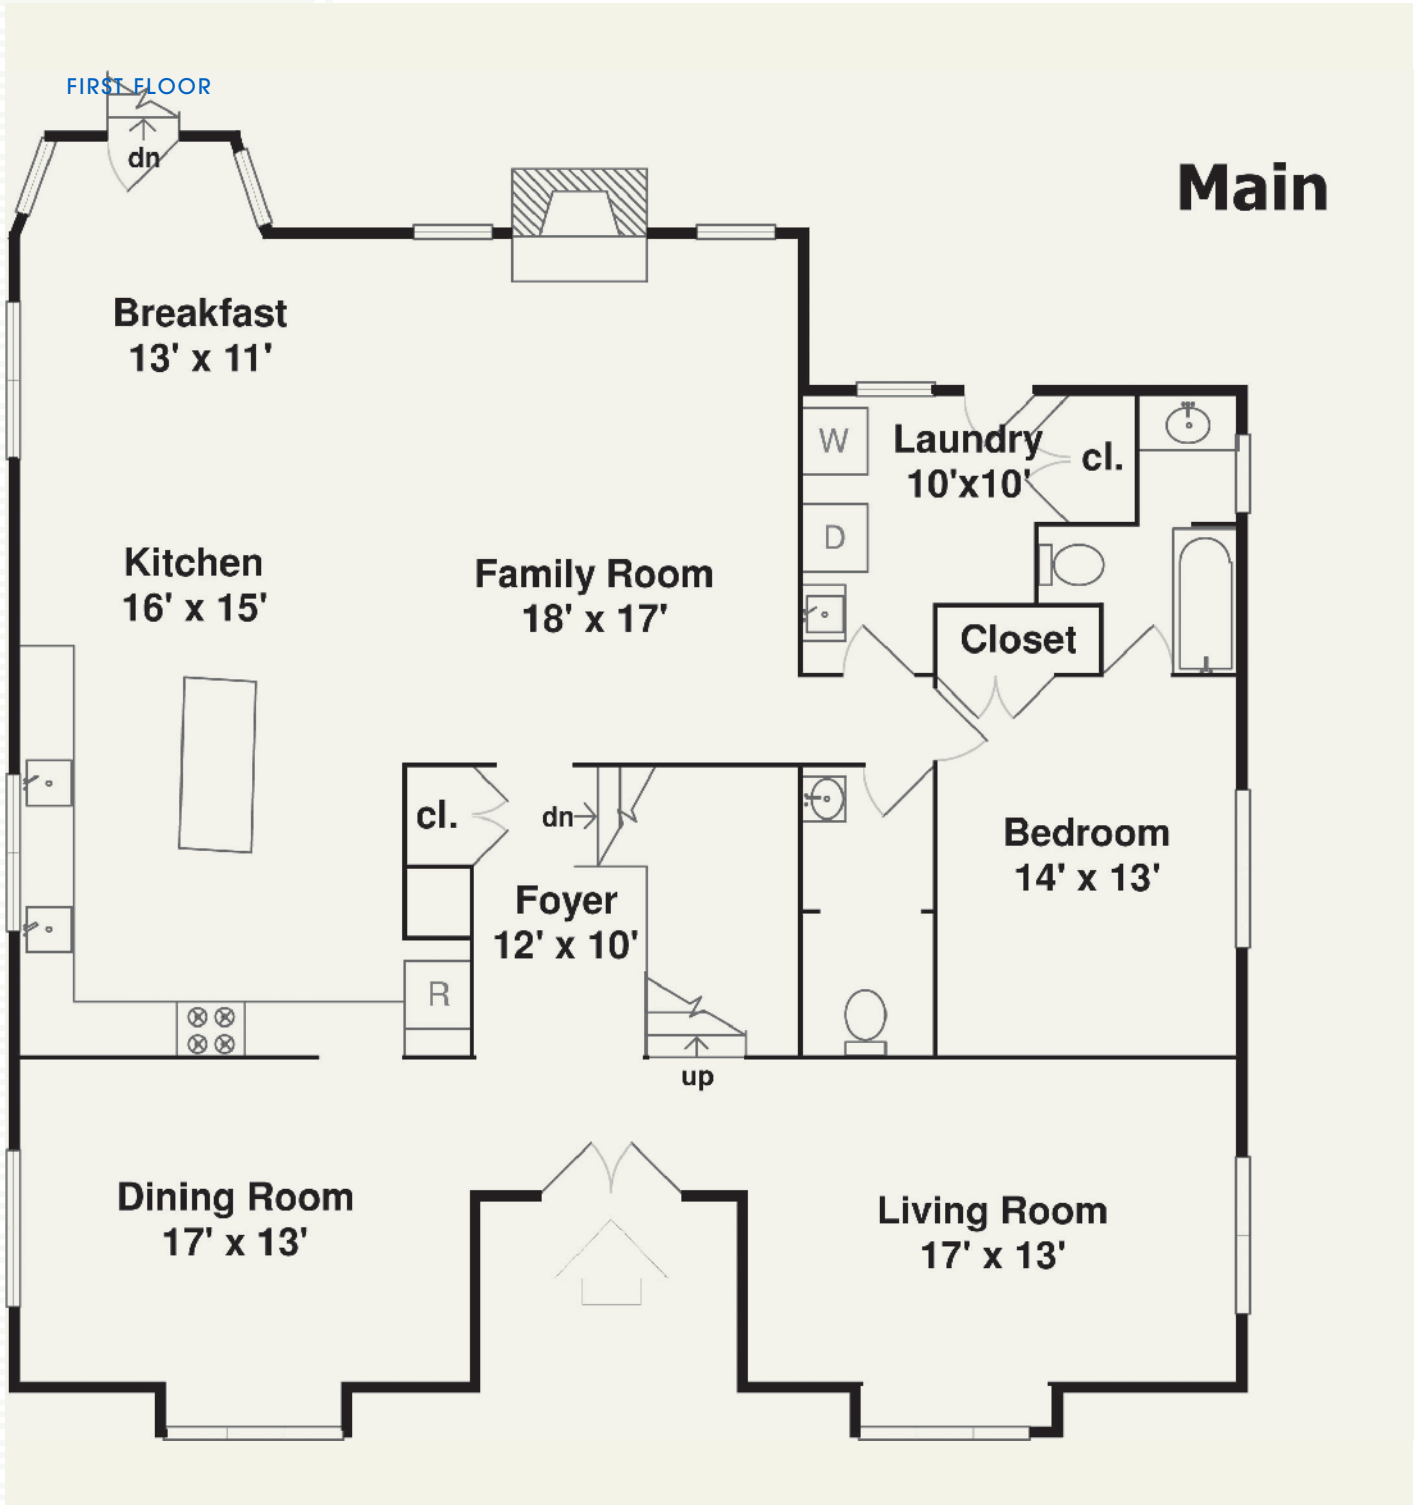 FIRST FLOOR
dn
Main
Breakfast
13' x 11'
W
Laundry
10'x10'
cl.
D
Kitchen
16' x 15'
Family Room
18' x 17'
Closet
cl.
dn
Bedroom
14' x 13'
Foyer
12' x 10'
R
up
Dining Room
17' x 13'
Living Room
17' x 13'